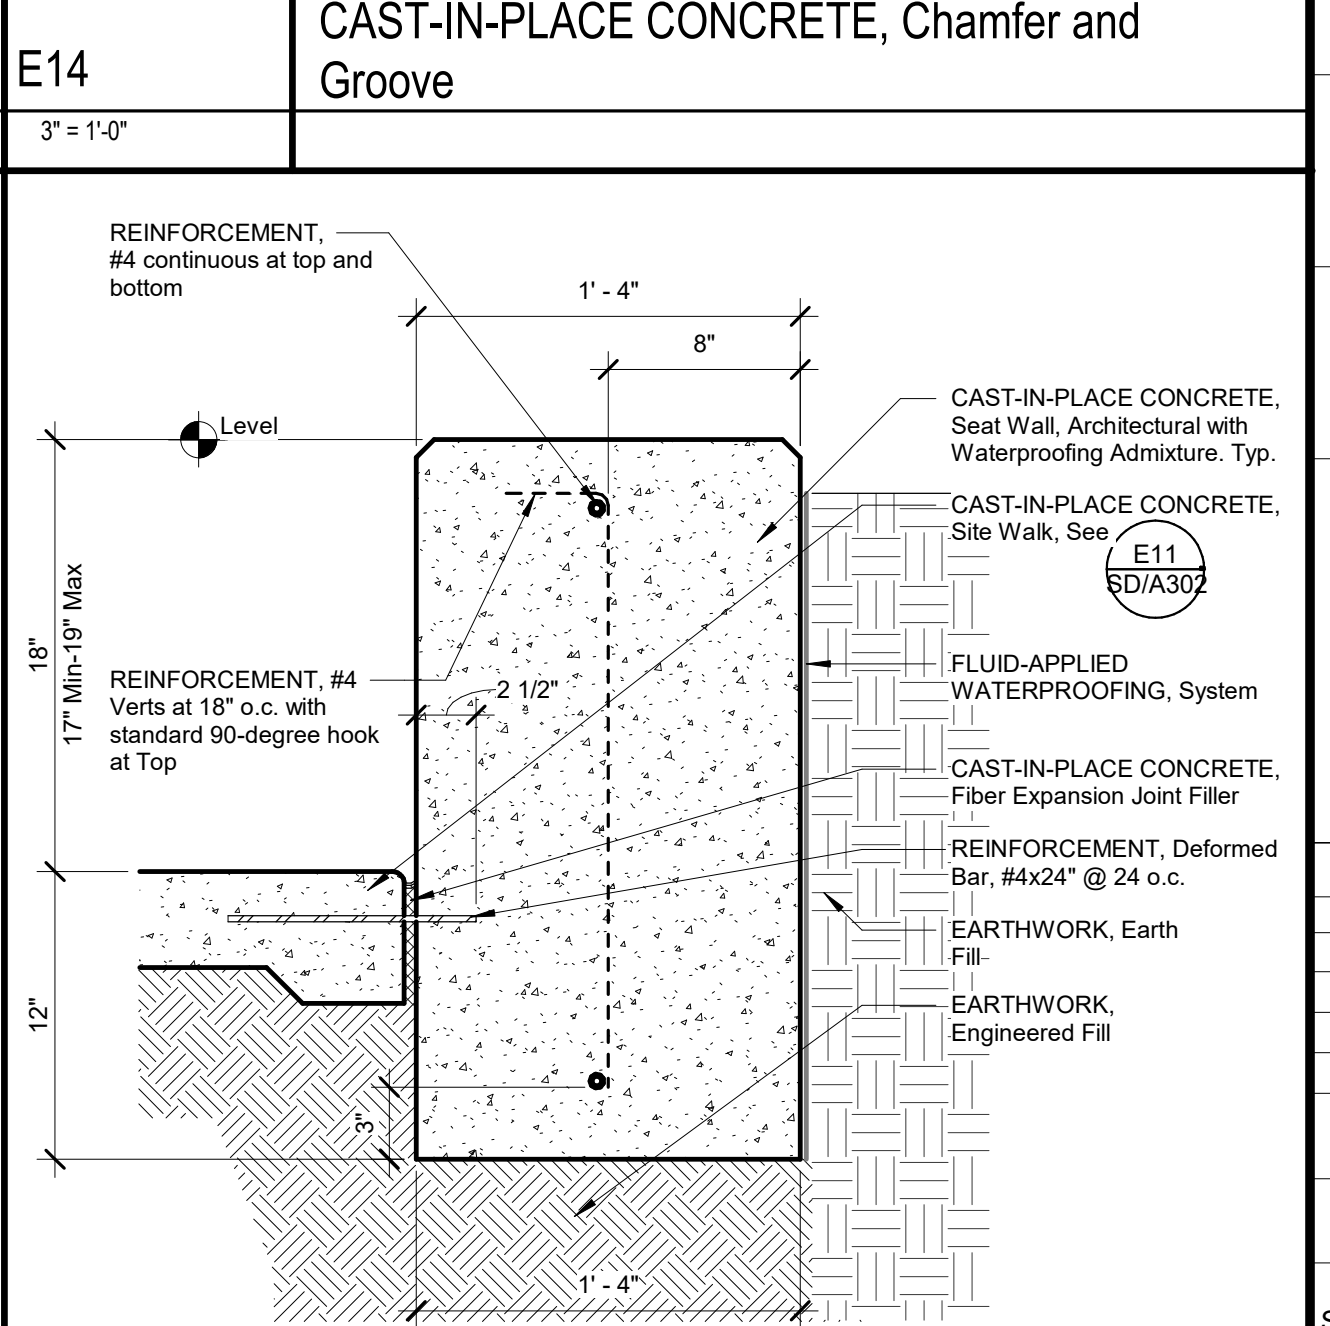 CAST-IN-PLACE CONCRETE, Chamfer and
Groove
E14
3" = 1'-0"
REINFORCEMENT,
#4 continuous at top and
bottom
1' - 4"
8"
Level
CAST-IN-PLACE CONCRETE,
Seat Wall, Architectural with
Waterproofing Admixture. Typ.
CAST-IN-PLACE CONCRETE,
Site Walk, See
E11
SD/A302
18"
17" Min-19" Max
FLUID-APPLIED
WATERPROOFING, System
REINFORCEMENT, #4
Verts at 18" o.c. with
standard 90-degree hook
at Top
2 1/2"
CAST-IN-PLACE CONCRETE,
Fiber Expansion Joint Filler
REINFORCEMENT, Deformed
Bar, #4x24" @ 24 o.c.
EARTHWORK, Earth
Fill
EARTHWORK,
Engineered Fill
12"
3"
1' - 4"